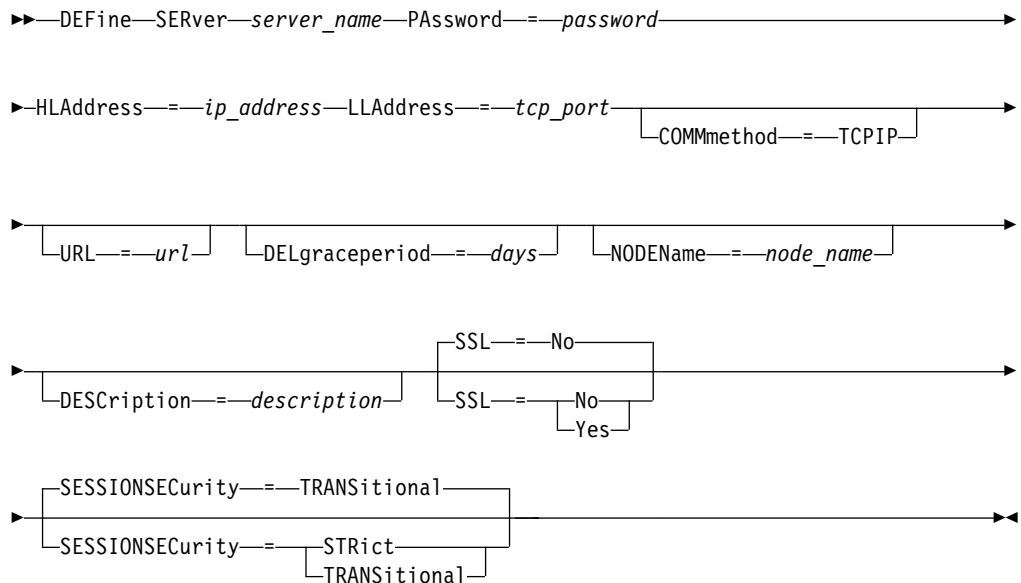 DEFine SERver server_name PAssword = password
HLAddress = ip_address LLAddress = tcp_port
COMMmethod = TCPIP
URL = url DELgraceperiod = days NODEName = node_name
SSL = No
DESCription = description SSL = No
Yes
SESSIONSECurity = TRANSitional
SESSIONSECurity = STRict
TRANSitional